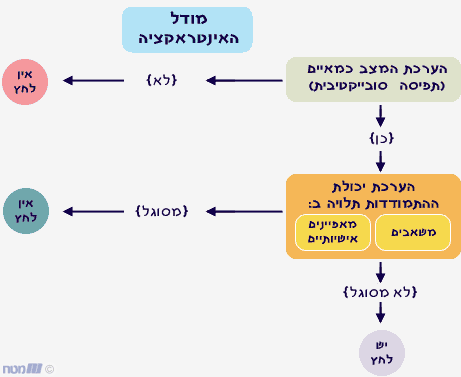 מודל
האינטראקציה
הערכת המצב כמאיים
(תפיסה סובייקטיבית)
{לא}
אין
לחץ
{כן}
הערכת יכולת
ההתמודדות תלויה ב:
משאבים
מאפיינים
אישיותיים
{מסוגל}
אין
לחץ
{לא מסוגל}
יש
לחץ
© מטח